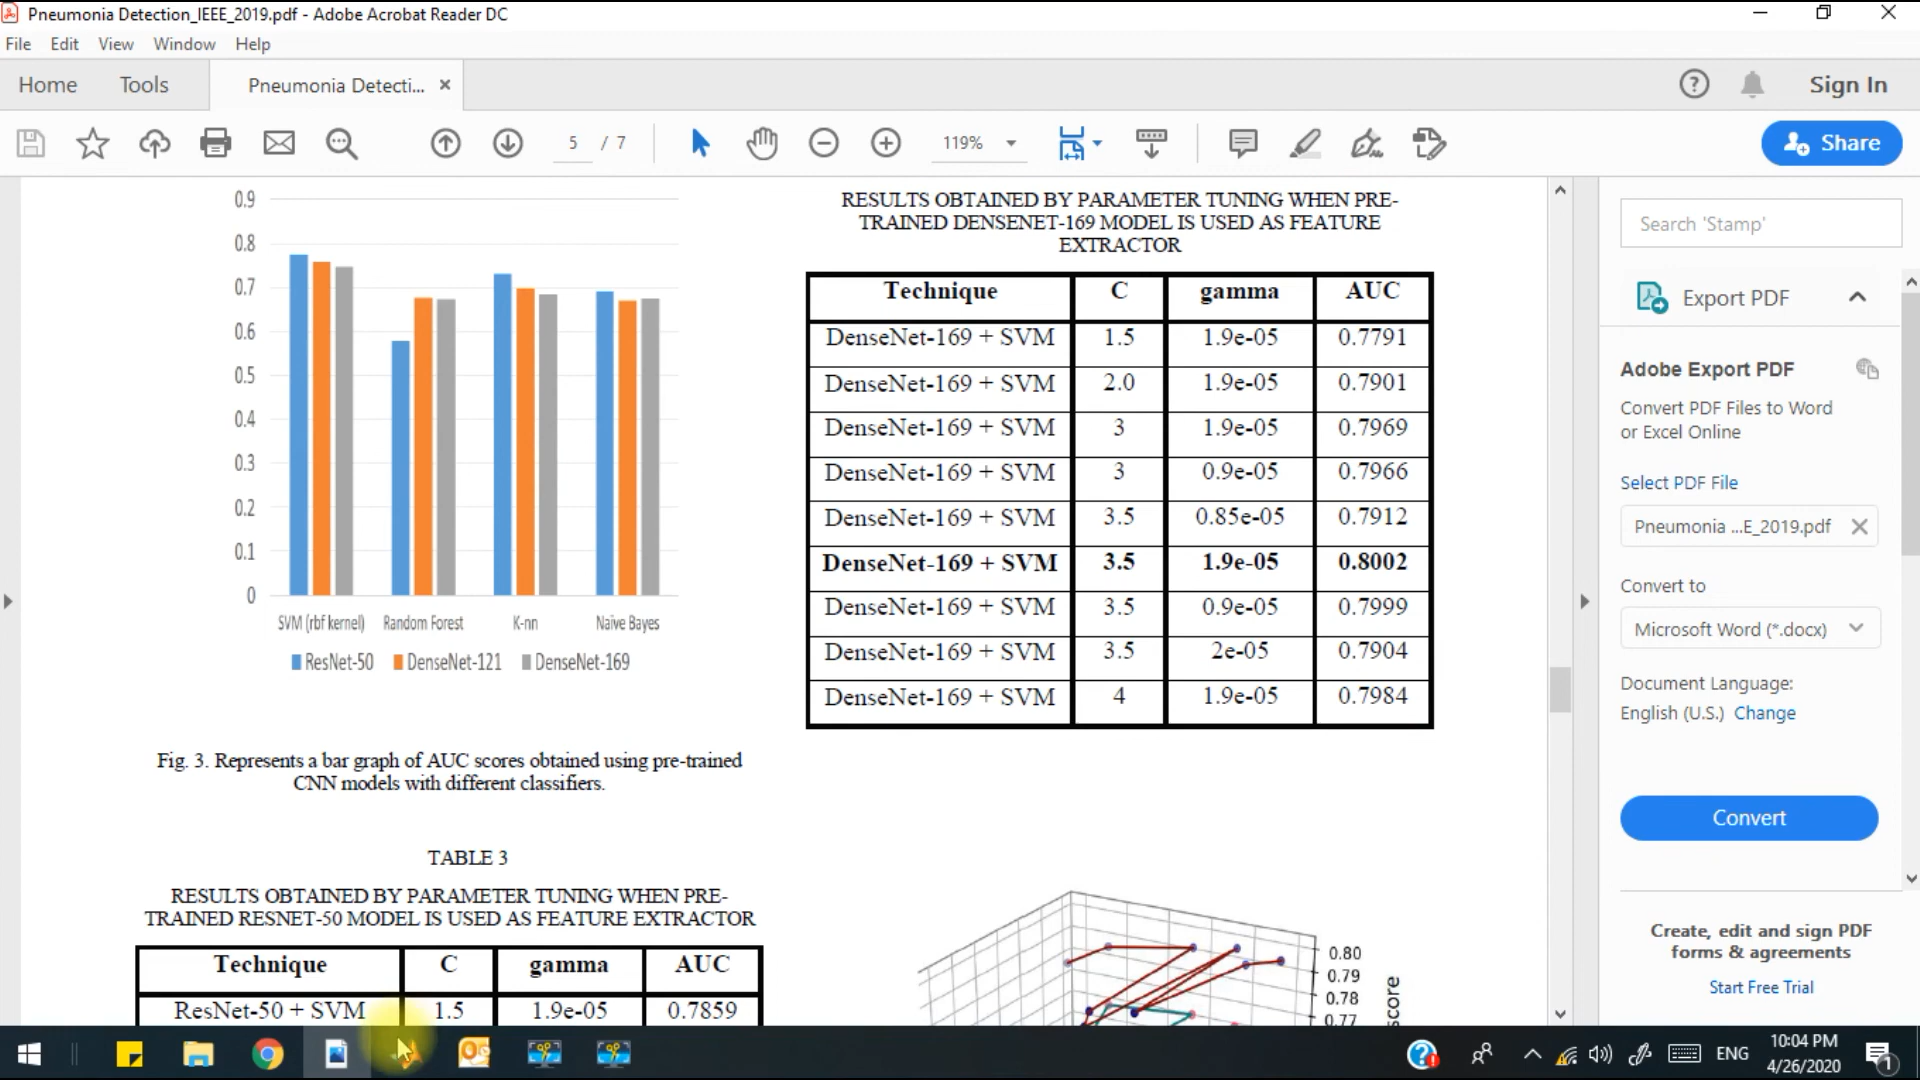 Pneumonia Detection_IEEE_2019.pdf - Adobe Acrobat Reader DC
File Edit View Window Help
Home Tools Pneumonia Detecti... Sign In
5 / 7 119% Share
0.9
0.8
0.7
0.6
0.5
0.4
0.3
0.2
0.1
0
SVM (rbf kernel) Random Forest K-nn Naive Bayes
ResNet-50 DenseNet-121 DenseNet-169
Fig. 3. Represents a bar graph of AUC scores obtained using pre-trained
CNN models with different classifiers.
TABLE 3
RESULTS OBTAINED BY PARAMETER TUNING WHEN PRE-
TRAINED RESNET-50 MODEL IS USED AS FEATURE EXTRACTOR
Technique C gamma AUC
ResNet-50 + SVM 1.5 1.9e-05 0.7859
RESULTS OBTAINED BY PARAMETER TUNING WHEN PRE-
TRAINED DENSENET-169 MODEL IS USED AS FEATURE
EXTRACTOR
Technique C gamma AUC
DenseNet-169 + SVM 1.5 1.9e-05 0.7791
DenseNet-169 + SVM 2.0 1.9e-05 0.7901
DenseNet-169 + SVM 3 1.9e-05 0.7969
DenseNet-169 + SVM 3 0.9e-05 0.7966
DenseNet-169 + SVM 3.5 0.85e-05 0.7912
DenseNet-169 + SVM 3.5 1.9e-05 0.8002
DenseNet-169 + SVM 3.5 0.9e-05 0.7999
DenseNet-169 + SVM 3.5 2e-05 0.7904
DenseNet-169 + SVM 4 1.9e-05 0.7984
0.80
0.79
0.78
0.77
score
Search 'Stamp'
Export PDF
Adobe Export PDF
Convert PDF Files to Word
or Excel Online
Select PDF File
Pneumonia ...E_2019.pdf
Convert to
Microsoft Word (*.docx)
Document Language:
English (U.S.) Change
Convert
Create, edit and sign PDF
forms & agreements
Start Free Trial
ENG
10:04 PM
4/26/2020
1